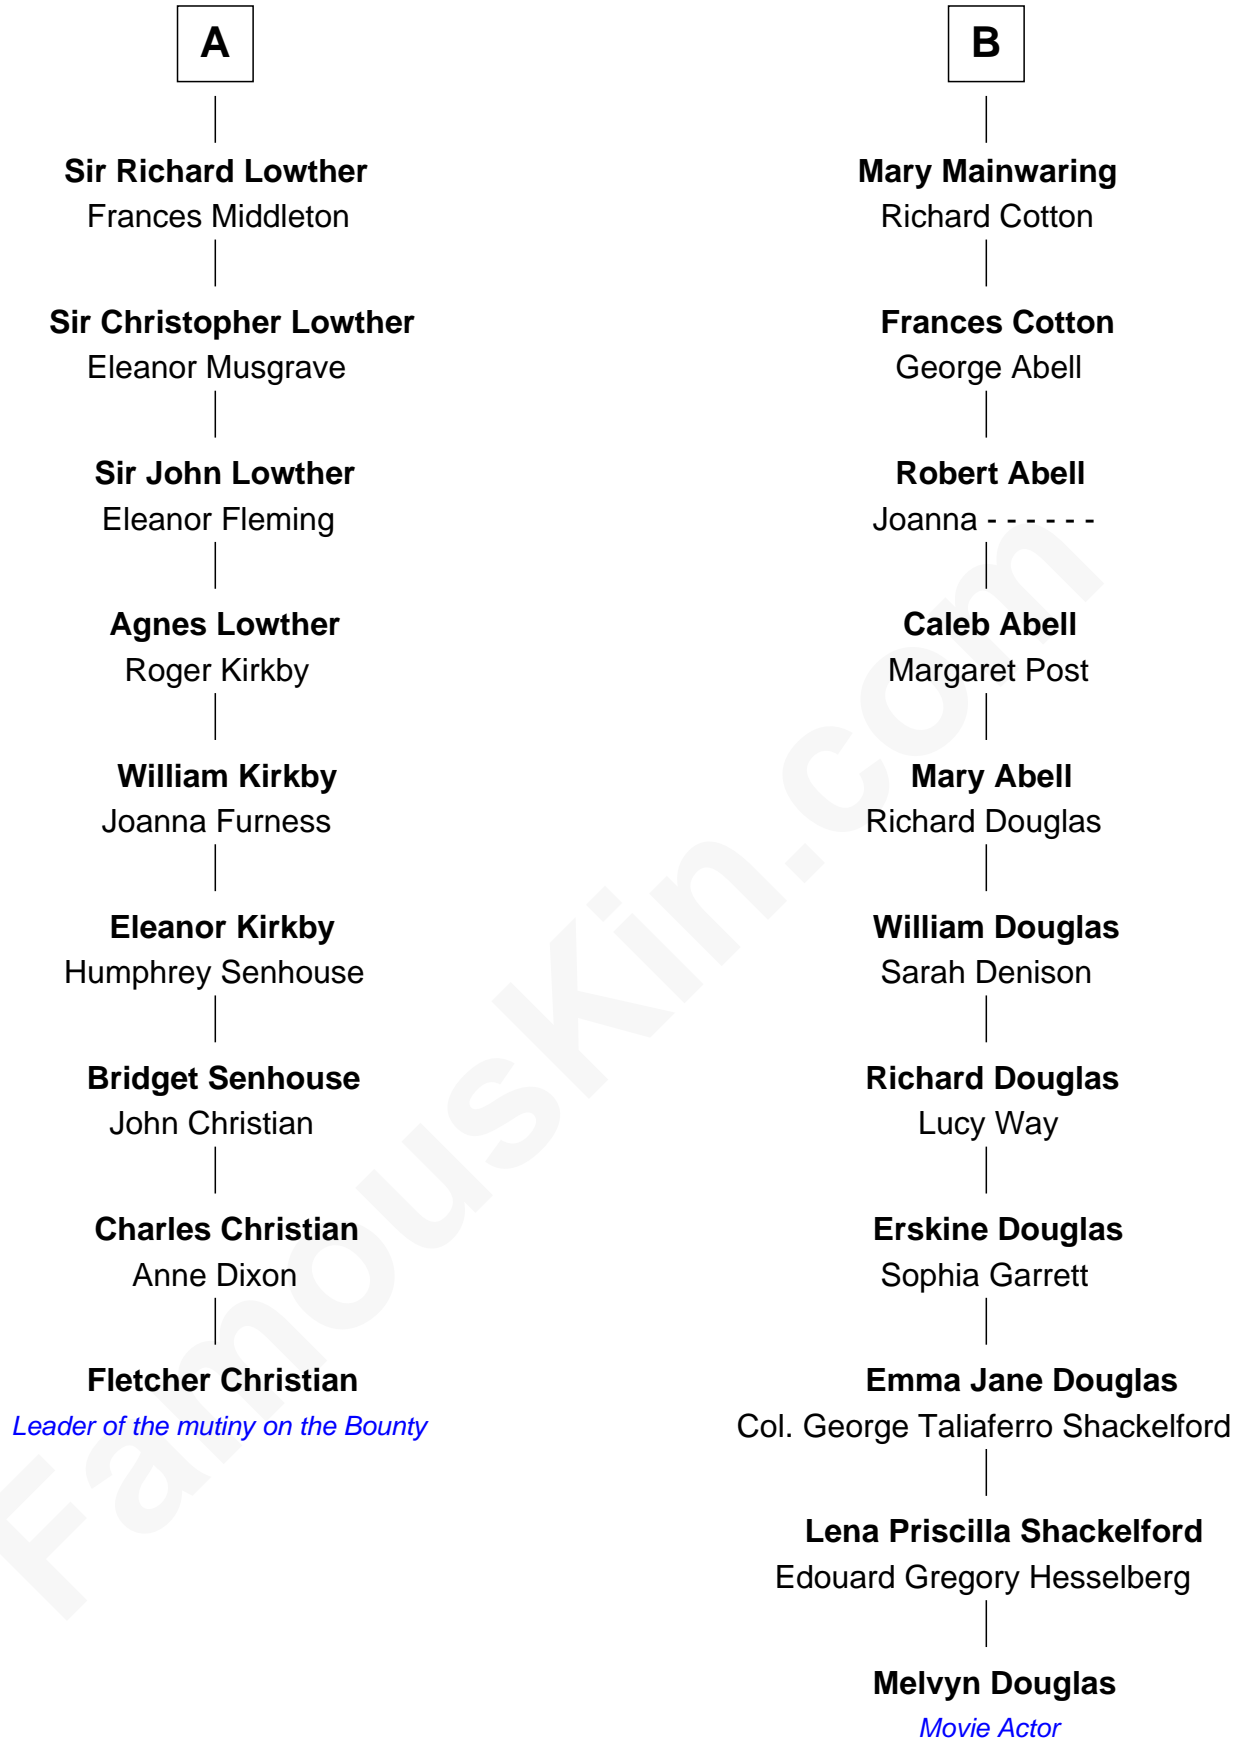 A
Sir Richard Lowther
Frances Middleton
Sir Christopher Lowther
Eleanor Musgrave
Sir John Lowther
Eleanor Fleming
Agnes Lowther
Roger Kirkby
William Kirkby
Joanna Furness
Eleanor Kirkby
Humphrey Senhouse
Bridget Senhouse
John Christian
Charles Christian
Anne Dixon
Fletcher Christian
Leader of the mutiny on the Bounty
B
Mary Mainwaring
Richard Cotton
Frances Cotton
George Abell
Robert Abell
Joanna - - - - - -
Caleb Abell
Margaret Post
Mary Abell
Richard Douglas
William Douglas
Sarah Denison
Richard Douglas
Lucy Way
Erskine Douglas
Sophia Garrett
Emma Jane Douglas
Col. George Taliaferro Shackelford
Lena Priscilla Shackelford
Edouard Gregory Hesselberg
Melvyn Douglas
Movie Actor
FamousKin.com